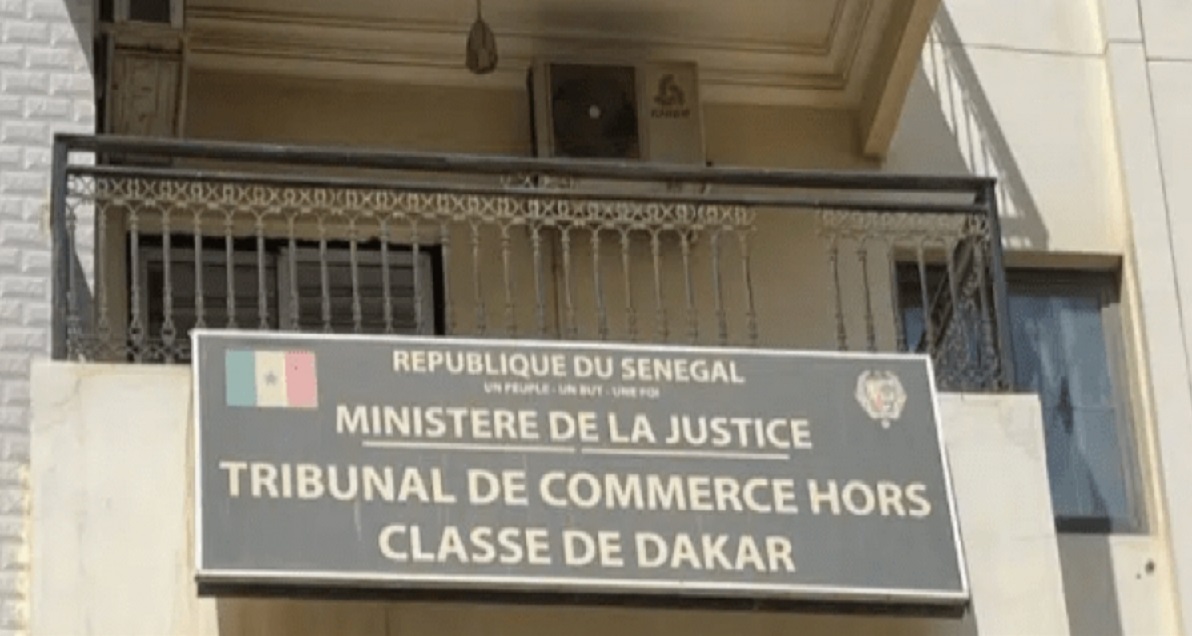 REPUBLIQUE DU SENEGAL
UN PEUPLE - UN BUT - UNE FOI
MINISTERE DE LA JUSTICE
TRIBUNAL DE COMMERCE HORS
CLASSE DE DAKAR